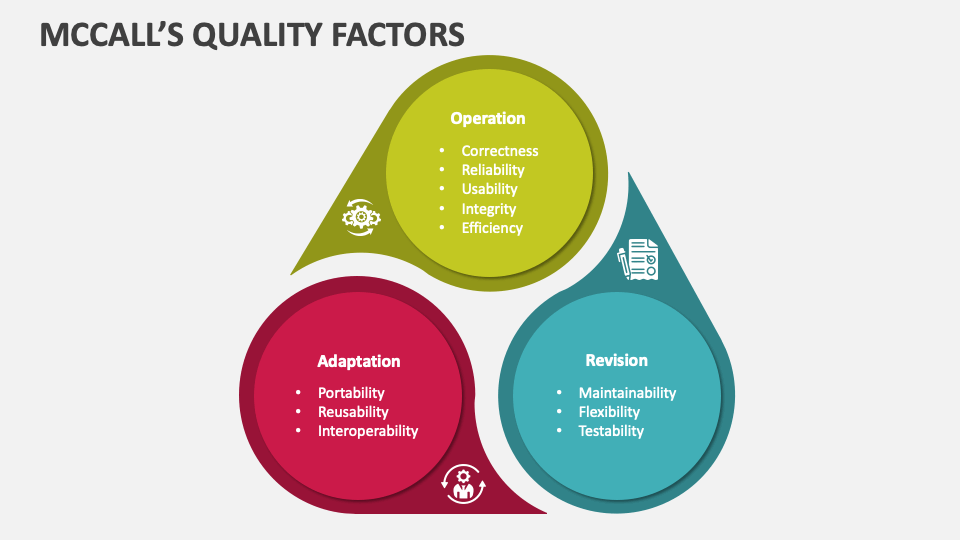 MCCALL’S QUALITY FACTORS
Operation
• Correctness
• Reliability
• Usability
• Integrity
• Efficiency
Adaptation
• Portability
• Reusability
• Interoperability
Revision
• Maintainability
• Flexibility
• Testability